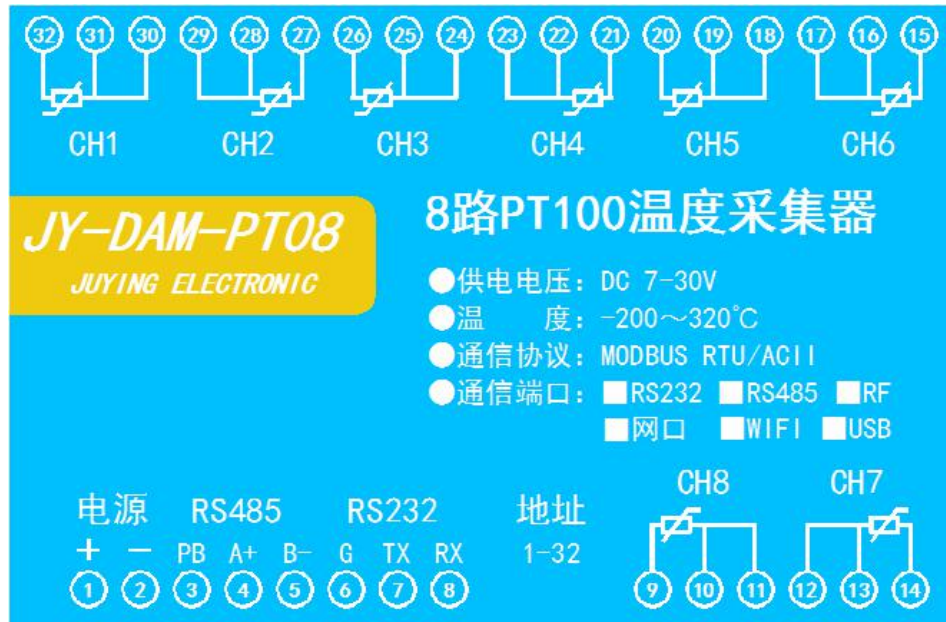 32 31 30 29 28 27 26 25 24 23 22 21 20 19 18 17 16 15
CH1 CH2 CH3 CH4 CH5 CH6
JY-DAM-PT08
JUYING ELECTRONIC
8路PT100温度采集器
●供电电压：DC 7-30V
●温 度：-200～320℃
●通信协议：MODBUS RTU/ACII
●通信端口：■RS232 ■RS485 ■RF
■网口 ■WIFI ■USB
CH8 CH7
电源 RS485 RS232 地址
+ - PB A+ B- G TX RX 1-32
1 2 3 4 5 6 7 8 9 10 11 12 13 14